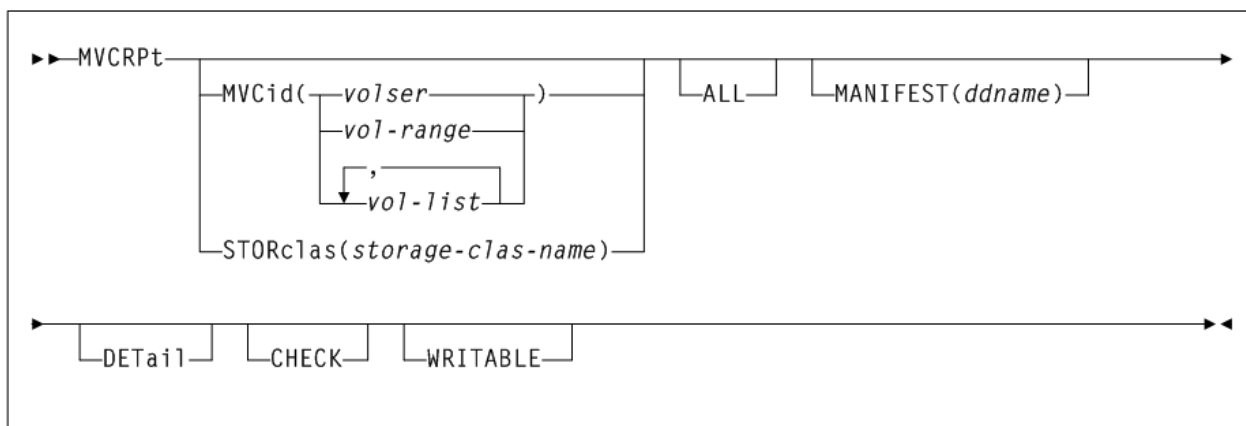 MVCRPt ALL MANIFEST(ddname)
MVCid( volser )
vol-range
,
vol-list
STORclas(storage-clas-name)
DETail CHECK WRITABLE